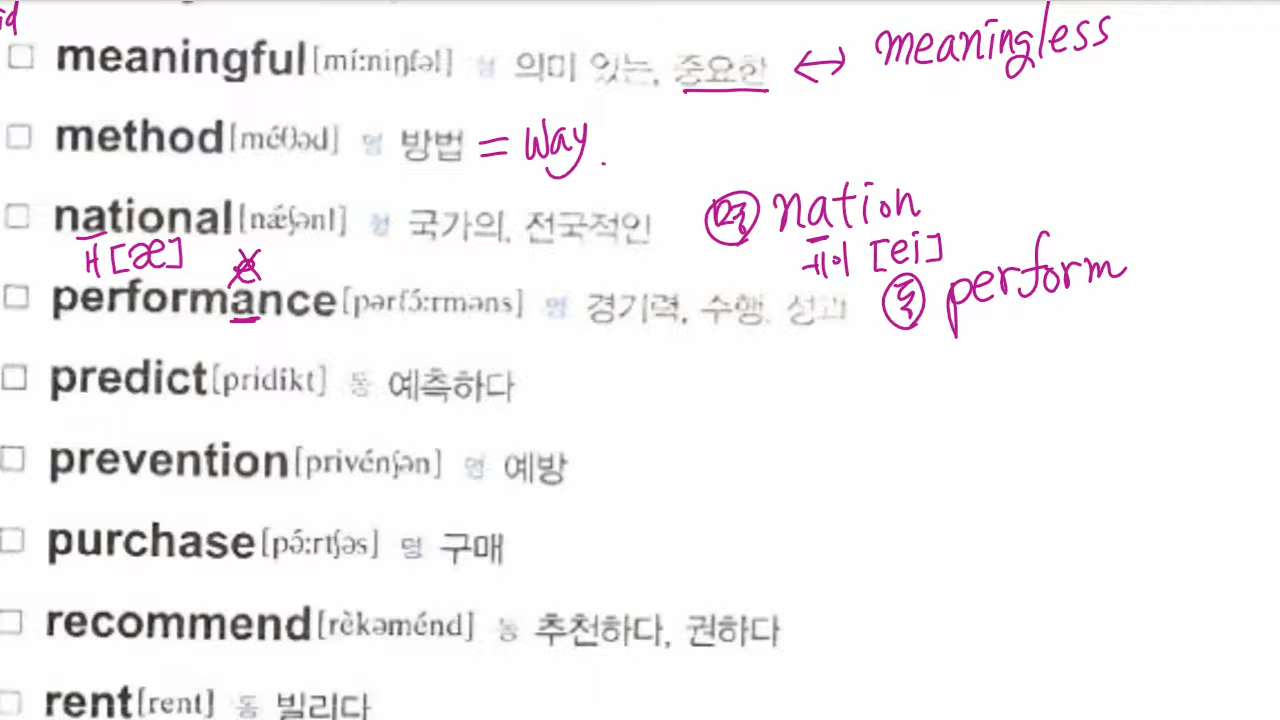 id
□ meaningful [míːniŋfəl] 형 의미 있는, 중요한 ↔ meaningless
□ method [méθəd] 명 방법 = way.
□ national [nǽʃənl] 형 국가의, 전국적인 명 nation
ㅐ[æ] e ㅔ이 [ei]
□ performance [pərfɔ́ːrməns] 명 경기력, 수행, 성과 동 perform
□ predict [pridíkt] 동 예측하다
□ prevention [privénʃən] 명 예방
□ purchase [pə́ːrtʃəs] 명 구매
□ recommend [rèkəménd] 동 추천하다, 권하다
□ rent [rent] 동 빌리다